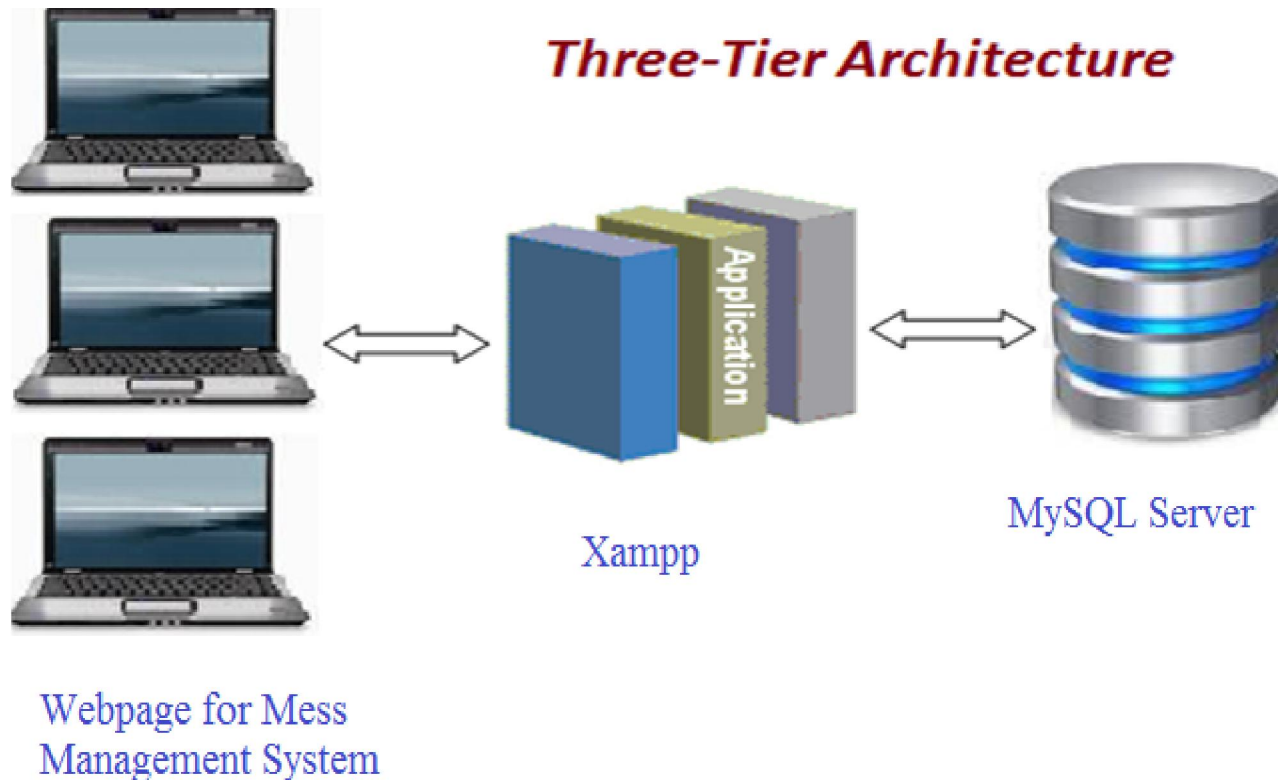 Three-Tier Architecture
Application
Xampp
MySQL Server
Webpage for Mess
Management System